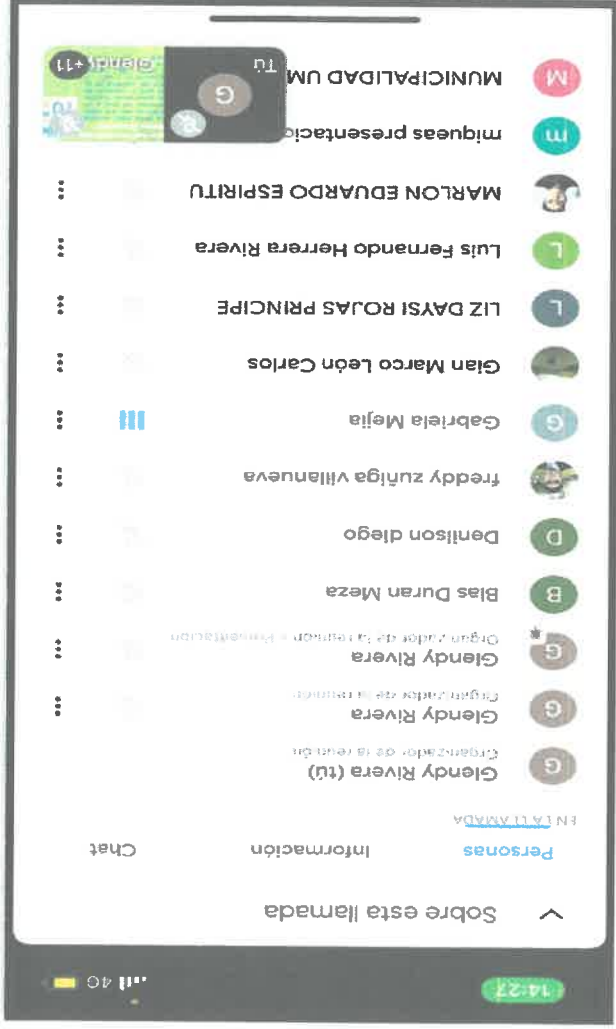 14:27
4G
Sobre esta llamada
Personas
Información
Chat
EN LA LLAMADA
G
Glendy Rivera (tú)
Organizador de la reunión
G
Glendy Rivera
Organizador de la reunión
G
Glendy Rivera
Organizador de la reunión • Presentación
B
Blas Duran Meza
D
Denilson diego
freddy zuñiga villanueva
G
Gabriela Mejia
Gian Marco León Carlos
L
LIZ DAYSI ROJAS PRINCIPE
L
Luis Fernando Herrera Rivera
MARLON EDUARDO ESPIRITU
m
miqueas presentacio
M
MUNICIPALIDAD UM
G
Tú
Glendy
+11